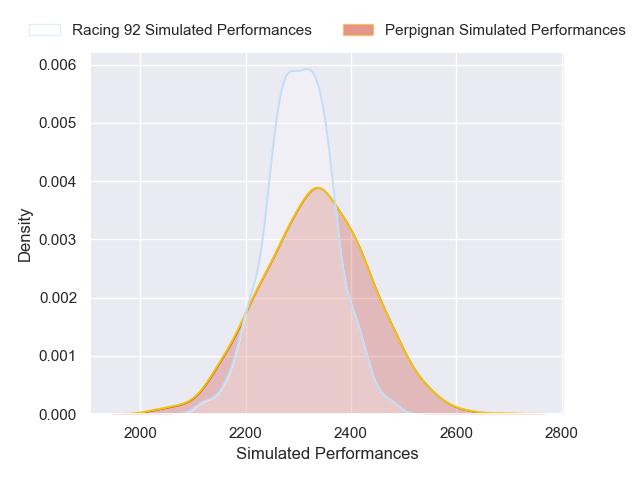 Racing 92 Simulated Performances Perpignan Simulated Performances
0.006
0.005
0.004
0.003
0.002
0.001
0.000
Density
2000 2200 2400 2600 2800
Simulated Performances